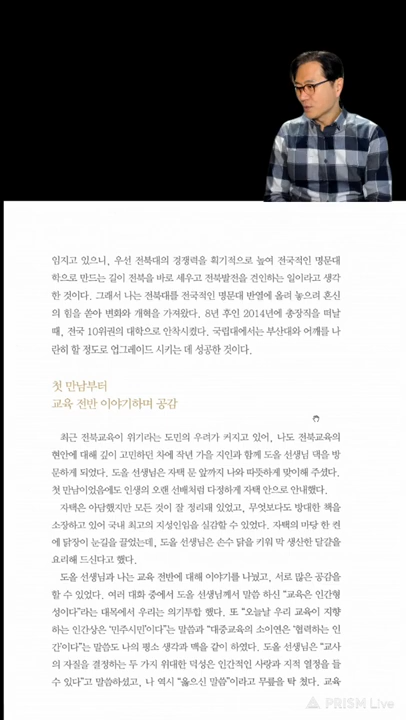 임지고 있으니, 우선 전북대의 경쟁력을 획기적으로 높여 전국적인 명문대
학으로 만드는 길이 전북을 바로 세우고 전북발전을 견인하는 일이라고 생각
한 것이다. 그래서 나는 전북대를 전국적인 명문대 반열에 올려 놓으려 혼신
의 힘을 쏟아 변화와 개혁을 가져왔다. 8년 후인 2014년에 총장직을 떠날
때, 전국 10위권의 대학으로 안착시켰다. 국립대에서는 부산대와 어깨를 나
란히 할 정도로 업그레이드 시키는 데 성공한 것이다.
첫 만남부터
교육 전반 이야기하며 공감
최근 전북교육이 위기라는 도민의 우려가 커지고 있어, 나도 전북교육의
현안에 대해 깊이 고민하던 차에 작년 가을 지인과 함께 도올 선생님 댁을 방
문하게 되었다. 도올 선생님은 자택 문 앞까지 나와 따뜻하게 맞이해 주셨다.
첫 만남이었음에도 인생의 오랜 선배처럼 다정하게 자택 안으로 안내했다.
자택은 아담했지만 모든 것이 잘 정돼 있었고, 무엇보다도 방대한 책을
소장하고 있어 국내 최고의 지성인임을 실감할 수 있었다. 자택의 마당 한 켠
에 닭장이 눈길을 끌었는데, 도올 선생님은 손수 닭을 키워 막 생산한 달걀을
요리해 드신다고 했다.
도올 선생님과 나는 교육 전반에 대해 이야기를 나눴고, 서로 많은 공감을
할 수 있었다. 여러 대화 중에서 도올 선생님께서 말씀 하신 “교육은 인간형
성이다”라는 대목에서 우리는 의기투합 했다. 또 “오늘날 우리 교육이 지향
하는 인간상은 ‘민주시민’이다”는 말씀과 “대중교육의 소이연은 ‘협력하는 인
간’이다”는 말씀도 나의 평소 생각과 맥을 같이 하였다. 도올 선생님은 “교사
의 자질을 결정하는 두 가지 위대한 덕성은 인간적인 사랑과 지적 열정을 들
수 있다”고 말씀하셨고, 나 역시 “옳으신 말씀”이라고 무릎을 탁 쳤다. 교육
PRISM Live